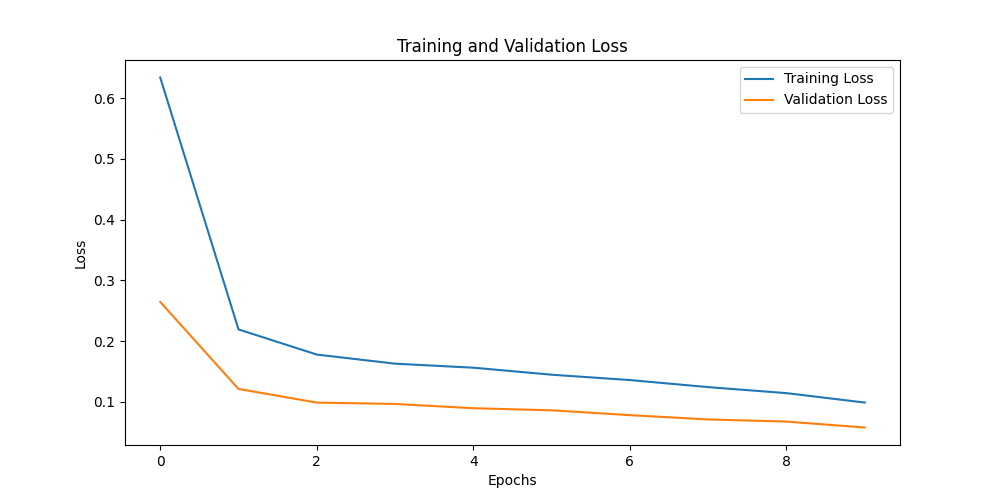 Training and Validation Loss
Training Loss
Validation Loss
0.6
0.5
0.4
0.3
0.2
0.1
Loss
0 2 4 6 8
Epochs